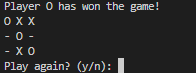 Player O has won the game!
O X X
- O -
- X O
Play again? (y/n):